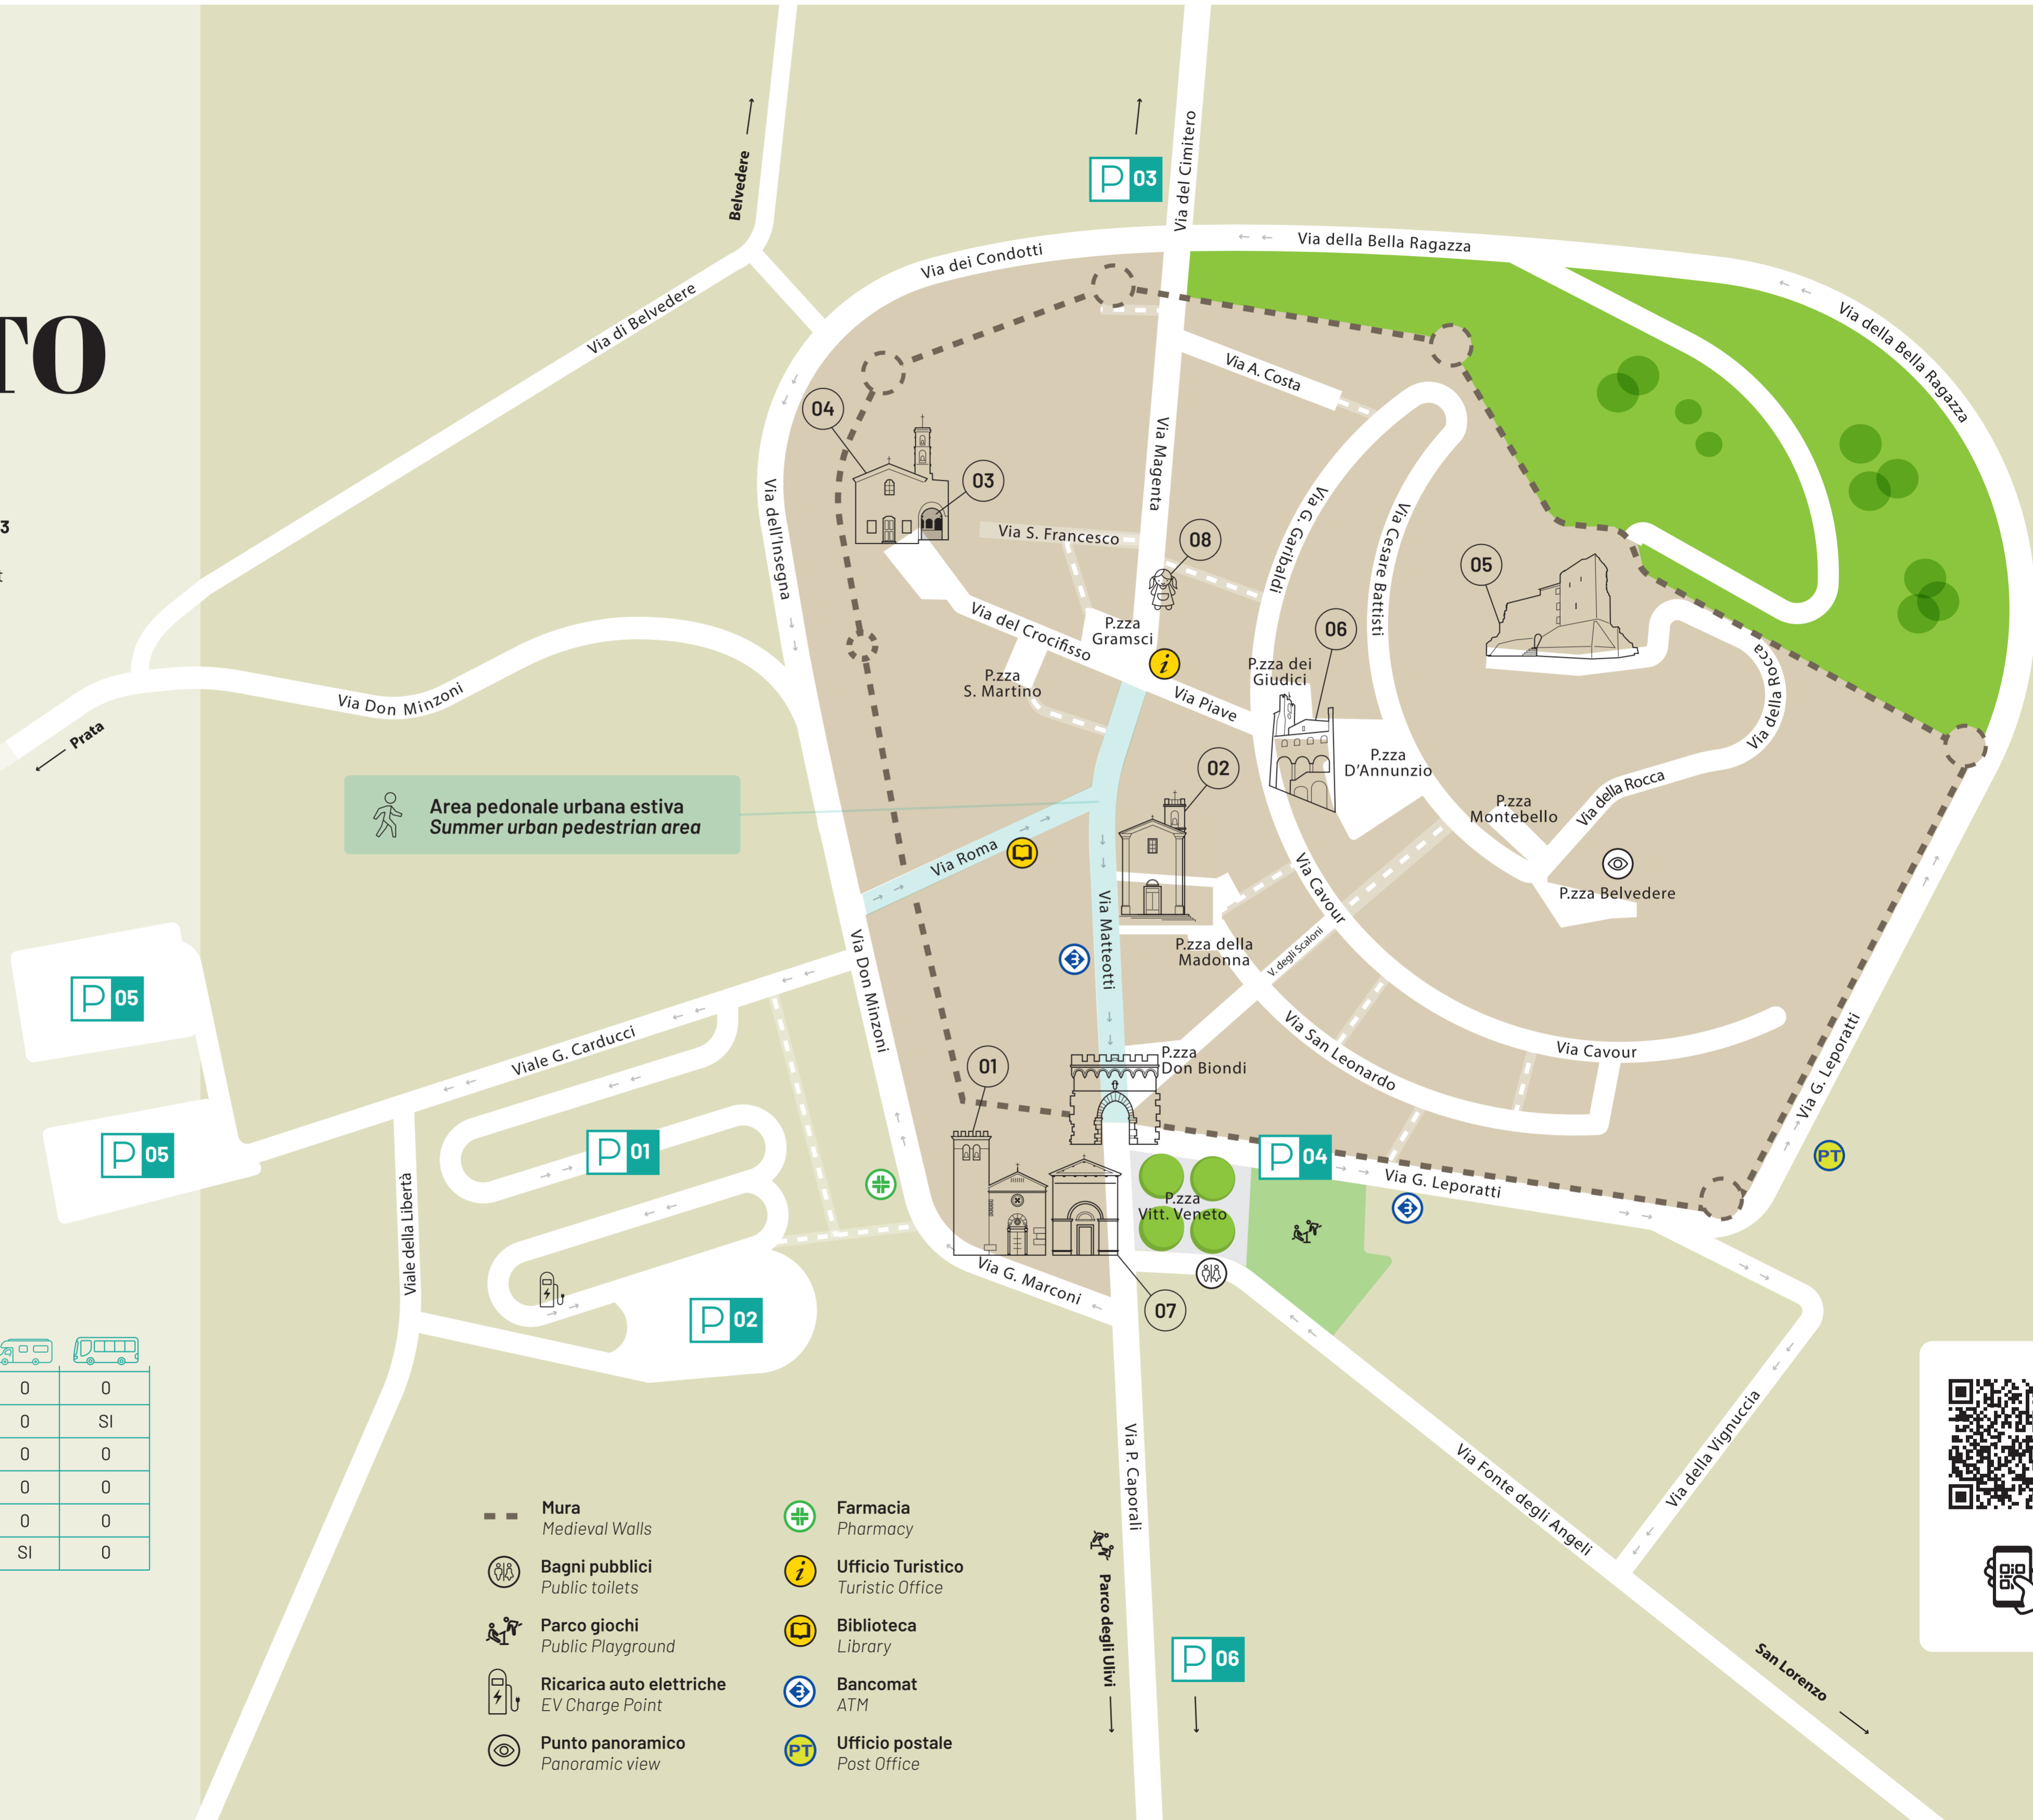 TO
3
t
Belvedere
P 03
Via del Cimitero
Via della Bella Ragazza
Via dei Condotti
Via di Belvedere
Via della Bella Ragazza
Via A. Costa
04
03
Via Magenta
Via dell'Insegna
Via S. Francesco
08
Via G. Garibaldi
Via Cesare Battisti
05
Via del Crocifisso
P.zza
Gramsci
06
i
P.zza dei
Giudici
P.zza
S. Martino
Via Piave
Via della Rocca
Via Don Minzoni
Prata
02
P.zza
D'Annunzio
Area pedonale urbana estiva
Summer urban pedestrian area
P.zza
Montebello
Via della Rocca
Via Roma
Via Cavour
P.zza Belvedere
Via Matteotti
P.zza della
Madonna
V. degli Scaloni
Via Don Minzoni
P 05
Viale G. Carducci
Via San Leonardo
Via Cavour
Via G. Leporatti
01
P.zza
Don Biondi
P 05
P 01
P 04
PT
Via G. Leporatti
P.zza
Vitt. Veneto
Viale della Libertà
Via G. Marconi
P 02
07
0 0
0 SI
0 0
0 0
0 0
SI 0
Via P. Caporali
Via Fonte degli Angeli
Via della Vignuccia
Mura
Medieval Walls
Bagni pubblici
Public toilets
Parco giochi
Public Playground
Ricarica auto elettriche
EV Charge Point
Punto panoramico
Panoramic view
Farmacia
Pharmacy
Ufficio Turistico
Turistic Office
Biblioteca
Library
Bancomat
ATM
PT
Ufficio postale
Post Office
Parco degli Ulivi
P 06
San Lorenzo